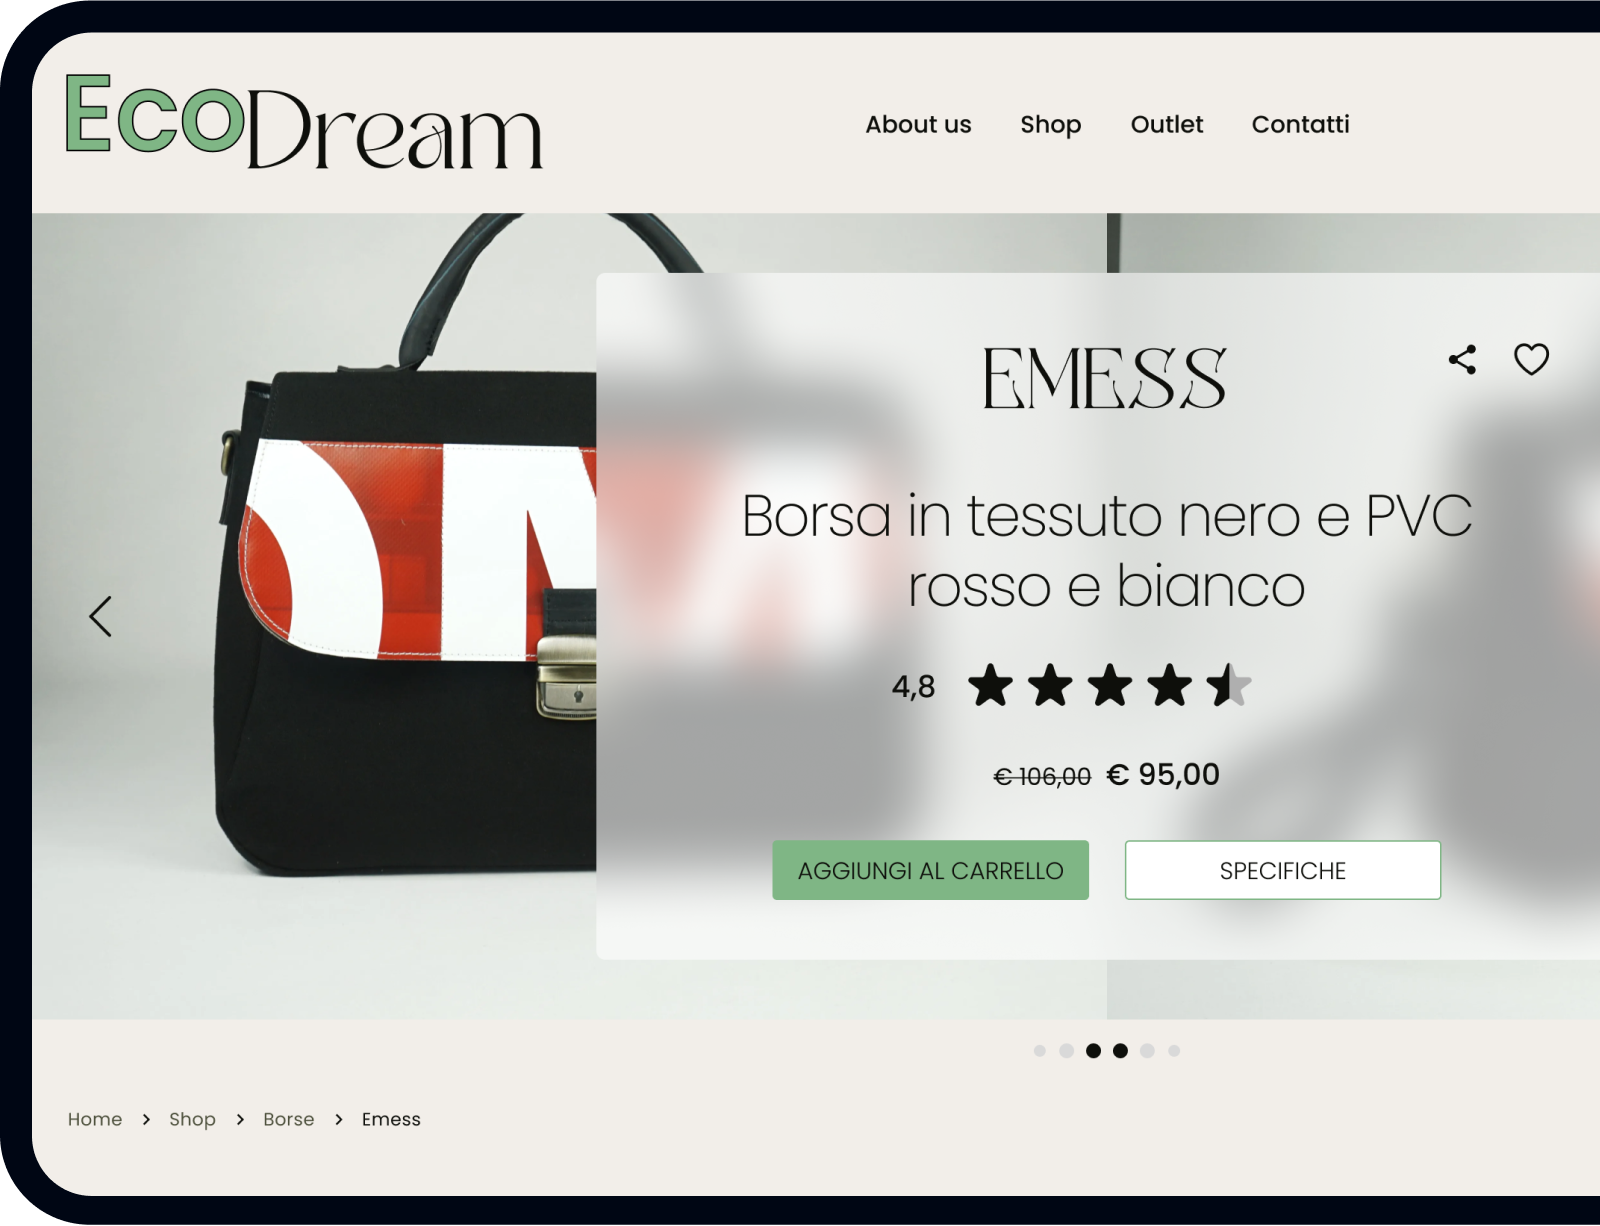 EcoDream
About us Shop Outlet Contatti
EMESS
Borsa in tessuto nero e PVC
rosso e bianco
4,8
€ 106,00 € 95,00
AGGIUNGI AL CARRELLO SPECIFICHE
Home > Shop > Borse > Emess